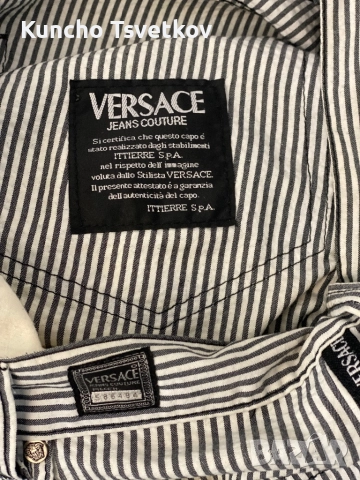 Kuncho Tsvetkov
VERSACE
JEANS COUTURE
Si certifica che questo capo é
stato realizzato dagli stabilimenti
ITTIERRE S.p.A.
nel rispetto dell'immagine
voluta dallo Stilista VERSACE.
Il presente attestato é a garanzia
dell'autenticità del capo.
ITTIERRE S.p.A.
VERSACE
JEANS COUTURE
VERSACE
BAZAR